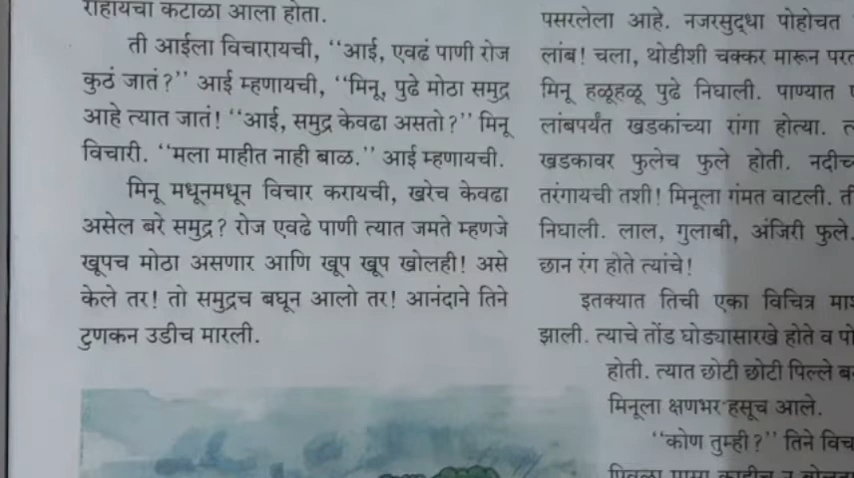 राहायचा कटाळा आला होता.
ती आईला विचारायची, “आई, एवढं पाणी रोज
कुठं जातं?” आई म्हणायची, “मिनू, पुढे मोठा समुद्र
आहे त्यात जातं! “आई, समुद्र केवढा असतो?” मिनू
विचारी. “मला माहीत नाही बाळ.” आई म्हणायची.
मिनू मधूनमधून विचार करायची, खरेच केवढा
असेल बरे समुद्र? रोज एवढे पाणी त्यात जमते म्हणजे
खूपच मोठा असणार आणि खूप खूप खोलही! असे
केले तर! तो समुद्रच बघून आलो तर! आनंदाने तिने
टुणकन उडीच मारली.
पसरलेला आहे. नजरसुद्धा पोहोचत
लांब! चला, थोडीशी चक्कर मारून
मिनू हळूहळू पुढे निघाली. पाण्यात
लांबपर्यंत खडकांच्या रांगा होत्या.
खडकावर फुलेच फुले होती.
तरंगायची तशी! मिनूला गंमत वाटली.
निघाली. लाल, गुलाबी, अंजिरी फुले.
छान रंग होते त्यांचे!
इतक्यात तिची एका विचित्र
झाली. त्याचे तोंड घोड्यासारखे होते व
होती. त्यात छोटी छोटी पिल्ले
मिनूला क्षणभर हसूच आले.
“कोण तुम्ही?” तिने